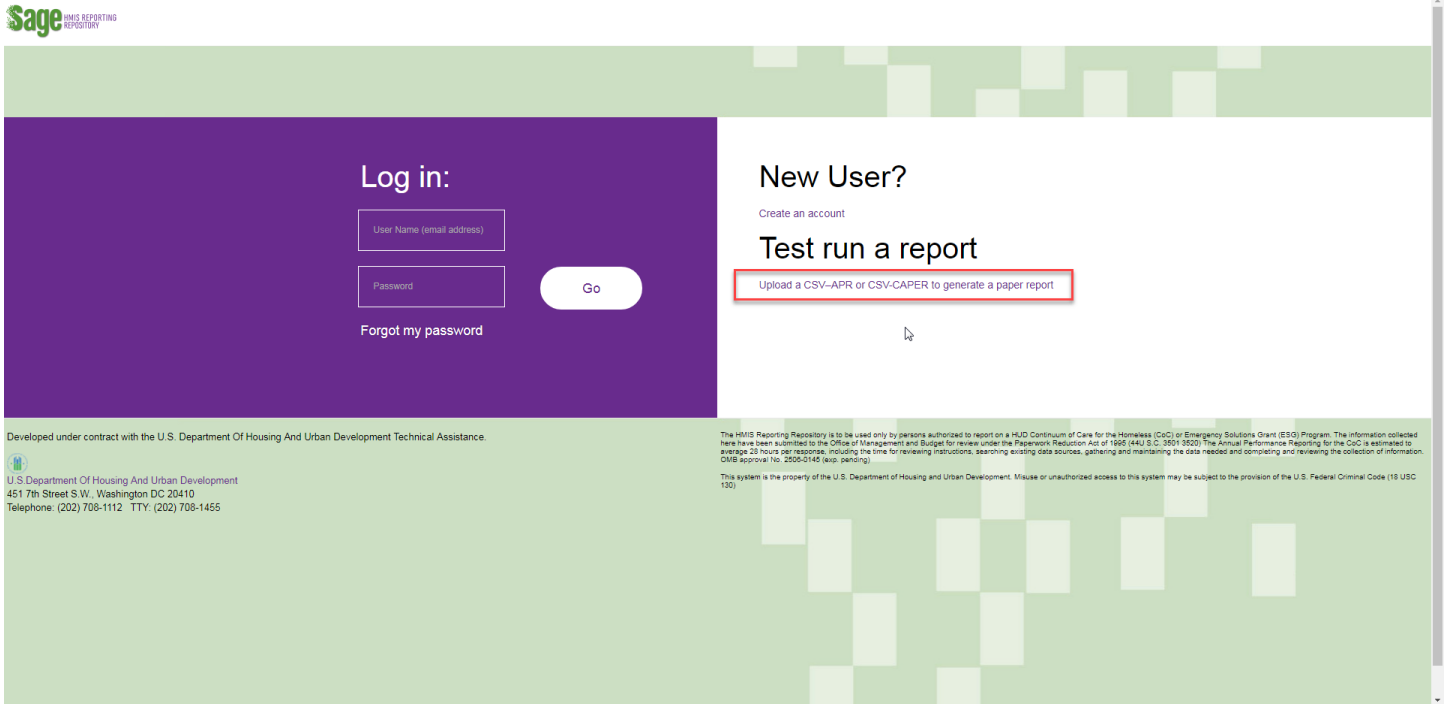 Sage HMIS REPORTING
REPOSITORY
Log in:
User Name (email address)
Password
Go
Forgot my password
New User?
Create an account
Test run a report
Upload a CSV–APR or CSV-CAPER to generate a paper report
Developed under contract with the U.S. Department Of Housing And Urban Development Technical Assistance.
U.S.Department Of Housing And Urban Development
451 7th Street S.W., Washington DC 20410
Telephone: (202) 708-1112 TTY: (202) 708-1455
The HMIS Reporting Repository is to be used only by persons authorized to report on a HUD Continuum of Care for the Homeless (CoC) or Emergency Solutions Grant (ESG) Program. The information collected
here have been submitted to the Office of Management and Budget for review under the Paperwork Reduction Act of 1995 (44U S.C. 3501 3520) The Annual Performance Reporting for the CoC is estimated to
average 28 hours per response, including the time for reviewing instructions, searching existing data sources, gathering and maintaining the data needed and completing and reviewing the collection of information.
OMB approval No. 2506-0145 (exp. pending)
This system is the property of the U.S. Department of Housing and Urban Development. Misuse or unauthorized access to this system may be subject to the provision of the U.S. Federal Criminal Code (18 USC
130)